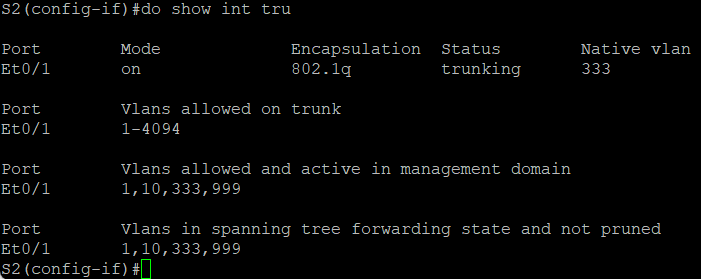 S2(config-if)#do show int tru
Port Mode Encapsulation Status Native vlan
Et0/1 on 802.1q trunking 333
Port Vlans allowed on trunk
Et0/1 1-4094
Port Vlans allowed and active in management domain
Et0/1 1,10,333,999
Port Vlans in spanning tree forwarding state and not pruned
Et0/1 1,10,333,999
S2(config-if)#